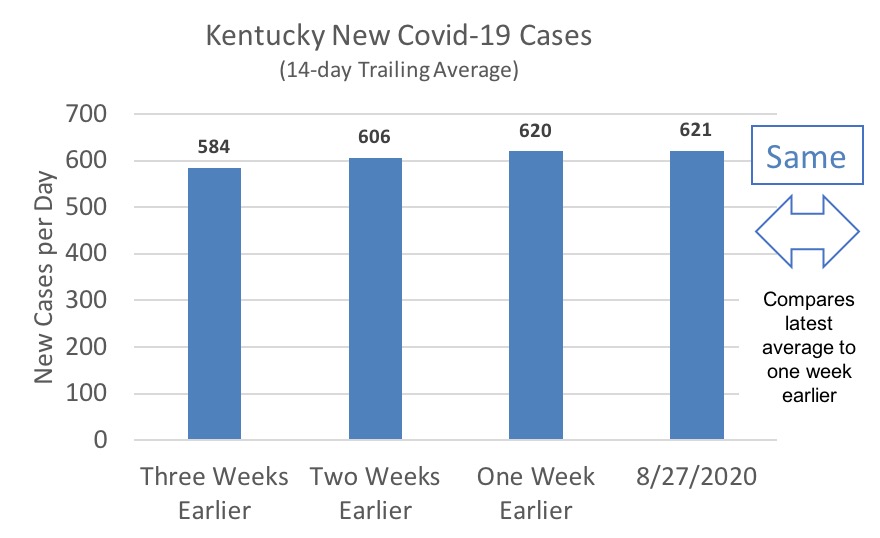 Kentucky New Covid-19 Cases
(14-day Trailing Average)
New Cases per Day
700
600
500
400
300
200
100
0
584
606
620
621
Three Weeks
Earlier
Two Weeks
Earlier
One Week
Earlier
8/27/2020
Same
Compares
latest
average to
one week
earlier